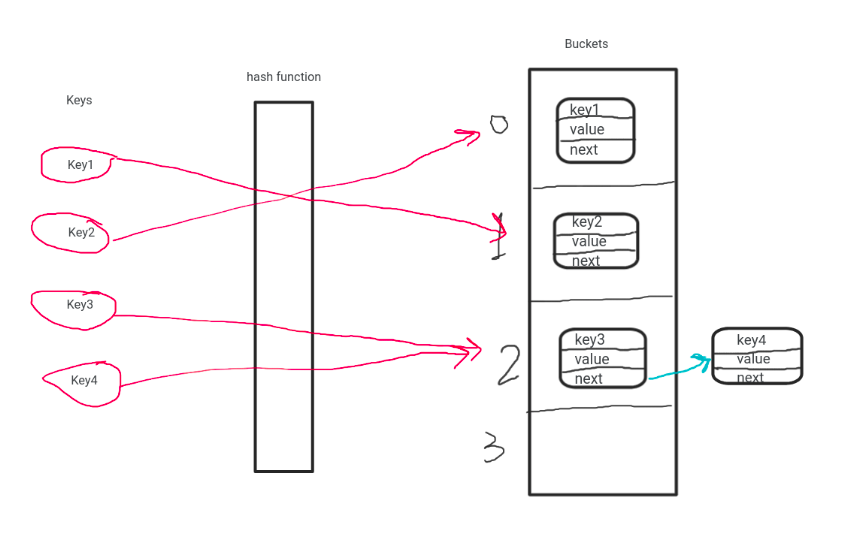 Buckets
hash function
Keys
Key1
Key2
Key3
Key4
0
1
2
3
key1
value
next
key2
value
next
key3
value
next
key4
value
next